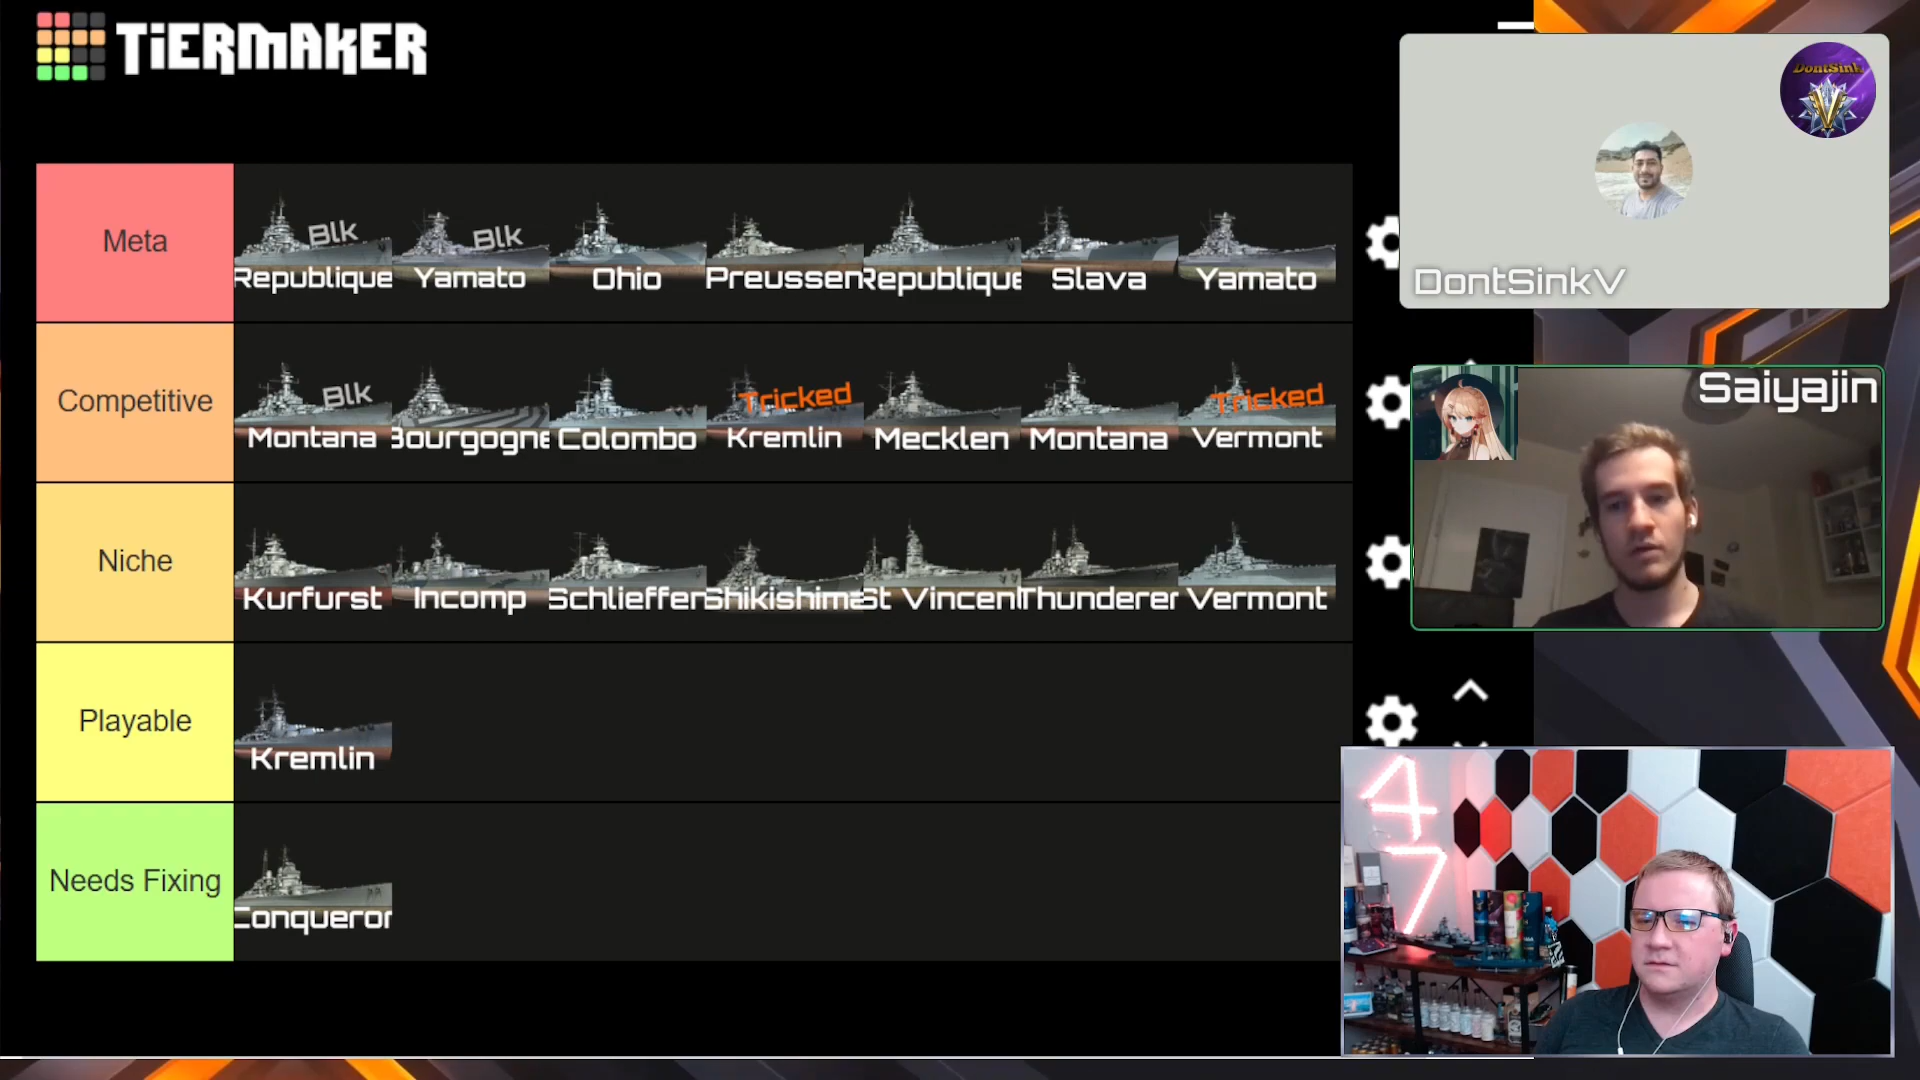 TiERMAKER
DontSink
V
DontSinkV
Meta
Blk
Republique
Blk
Yamato
Ohio
Preussen
Republique
Slava
Yamato
Saiyajin
Competitive
Blk
Montana
Bourgogne
Colombo
Tricked
Kremlin
Mecklen
Montana
Tricked
Vermont
Niche
Kurfurst
Incomp
Schlieffen
Shikishima
St Vincent
Thunderer
Vermont
Playable
Kremlin
47
Needs Fixing
Conqueror